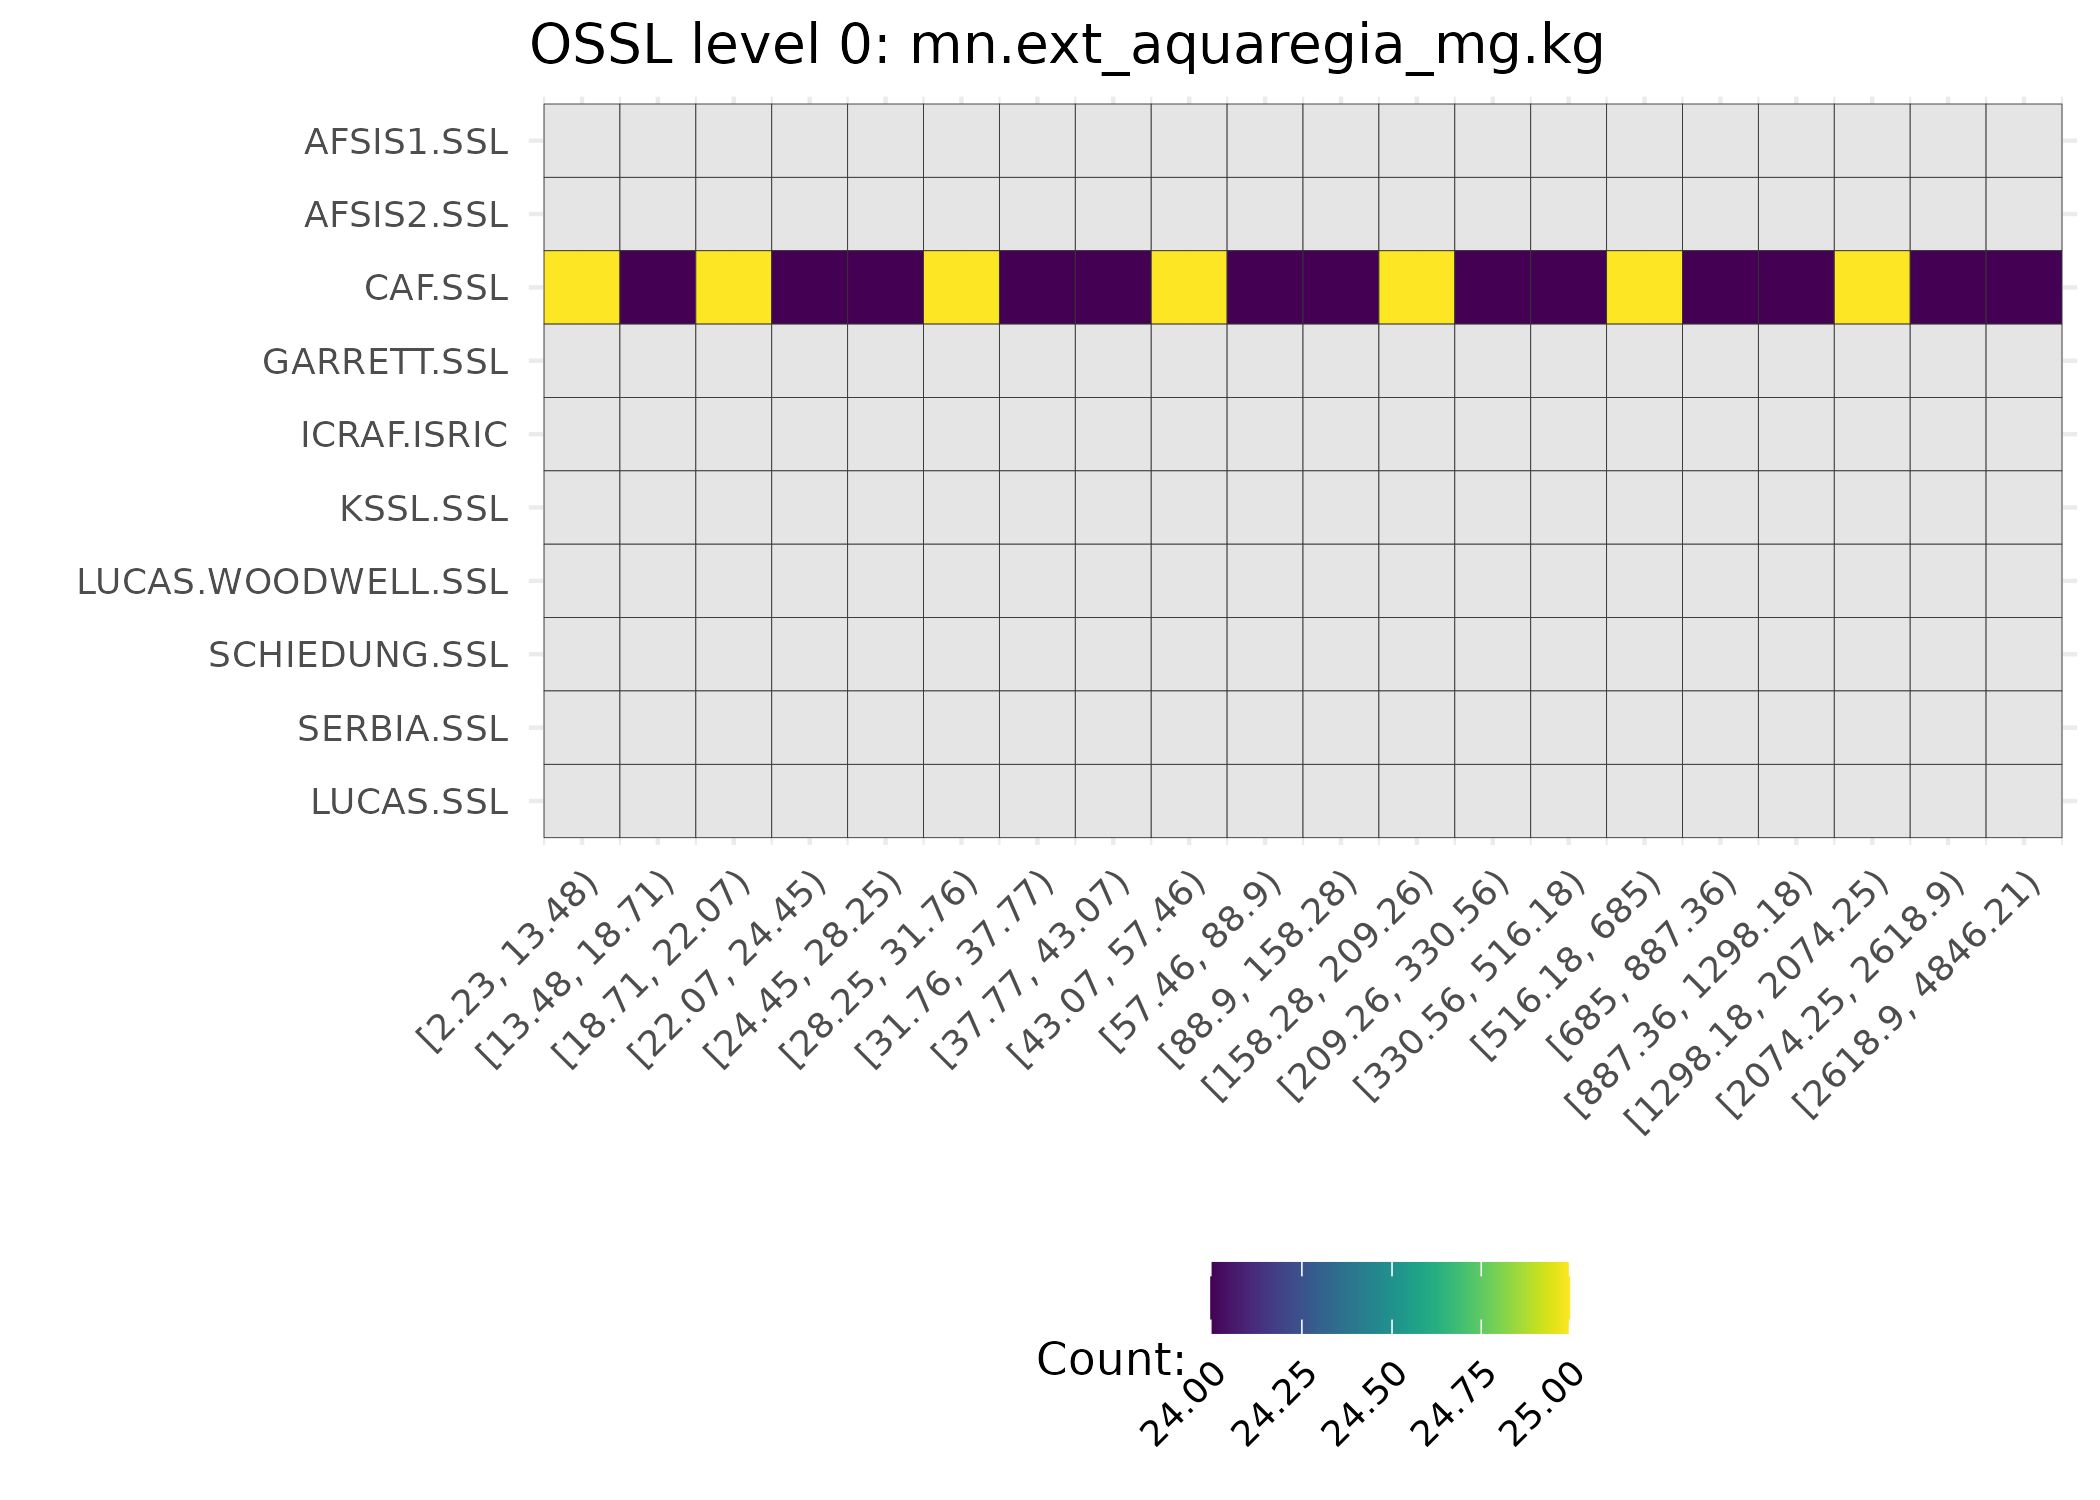 OSSL level 0: mn.ext_aquaregia_mg.kg
AFSIS1.SSL
AFSIS2.SSL
CAF.SSL
GARRETT.SSL
ICRAF.ISRIC
KSSL.SSL
LUCAS.WOODWELL.SSL
SCHIEDUNG.SSL
SERBIA.SSL
LUCAS.SSL
[2.23, 13.48)
[13.48, 18.71)
[18.71, 22.07)
[22.07, 24.45)
[24.45, 28.25)
[28.25, 31.76)
[31.76, 37.77)
[37.77, 43.07)
[43.07, 57.46)
[57.46, 88.9)
[88.9, 158.28)
[158.28, 209.26)
[209.26, 330.56)
[330.56, 516.18)
[516.18, 685)
[685, 887.36)
[887.36, 1298.18)
[1298.18, 2074.25)
[2074.25, 2618.9)
[2618.9, 4846.21)
Count:
24.00
24.25
24.50
24.75
25.00